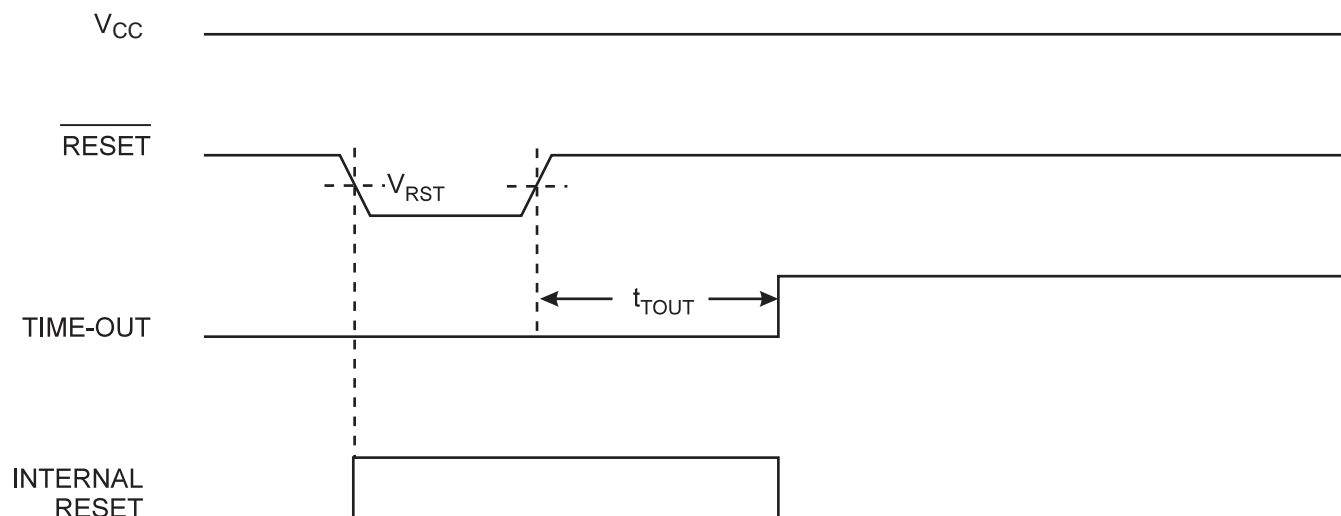 VCC
RESET
VRST
tTOUT
TIME-OUT
INTERNAL
RESET